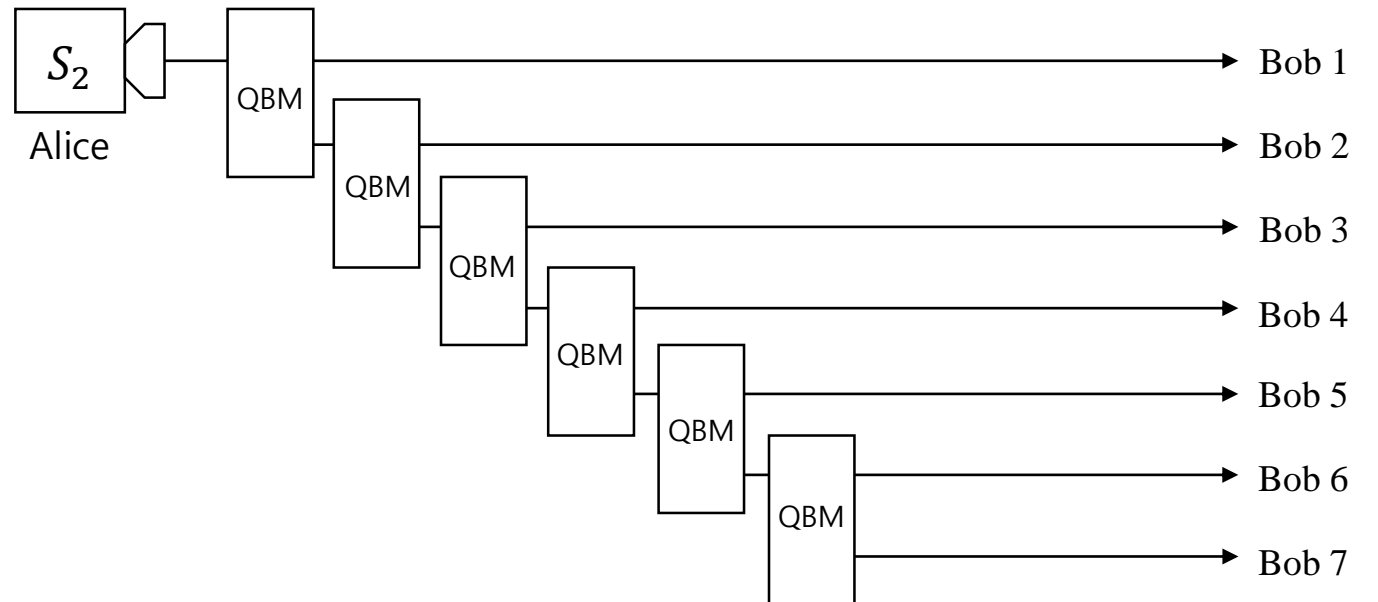 S₂
Alice
QBM
QBM
QBM
QBM
QBM
QBM
Bob 1
Bob 2
Bob 3
Bob 4
Bob 5
Bob 6
Bob 7